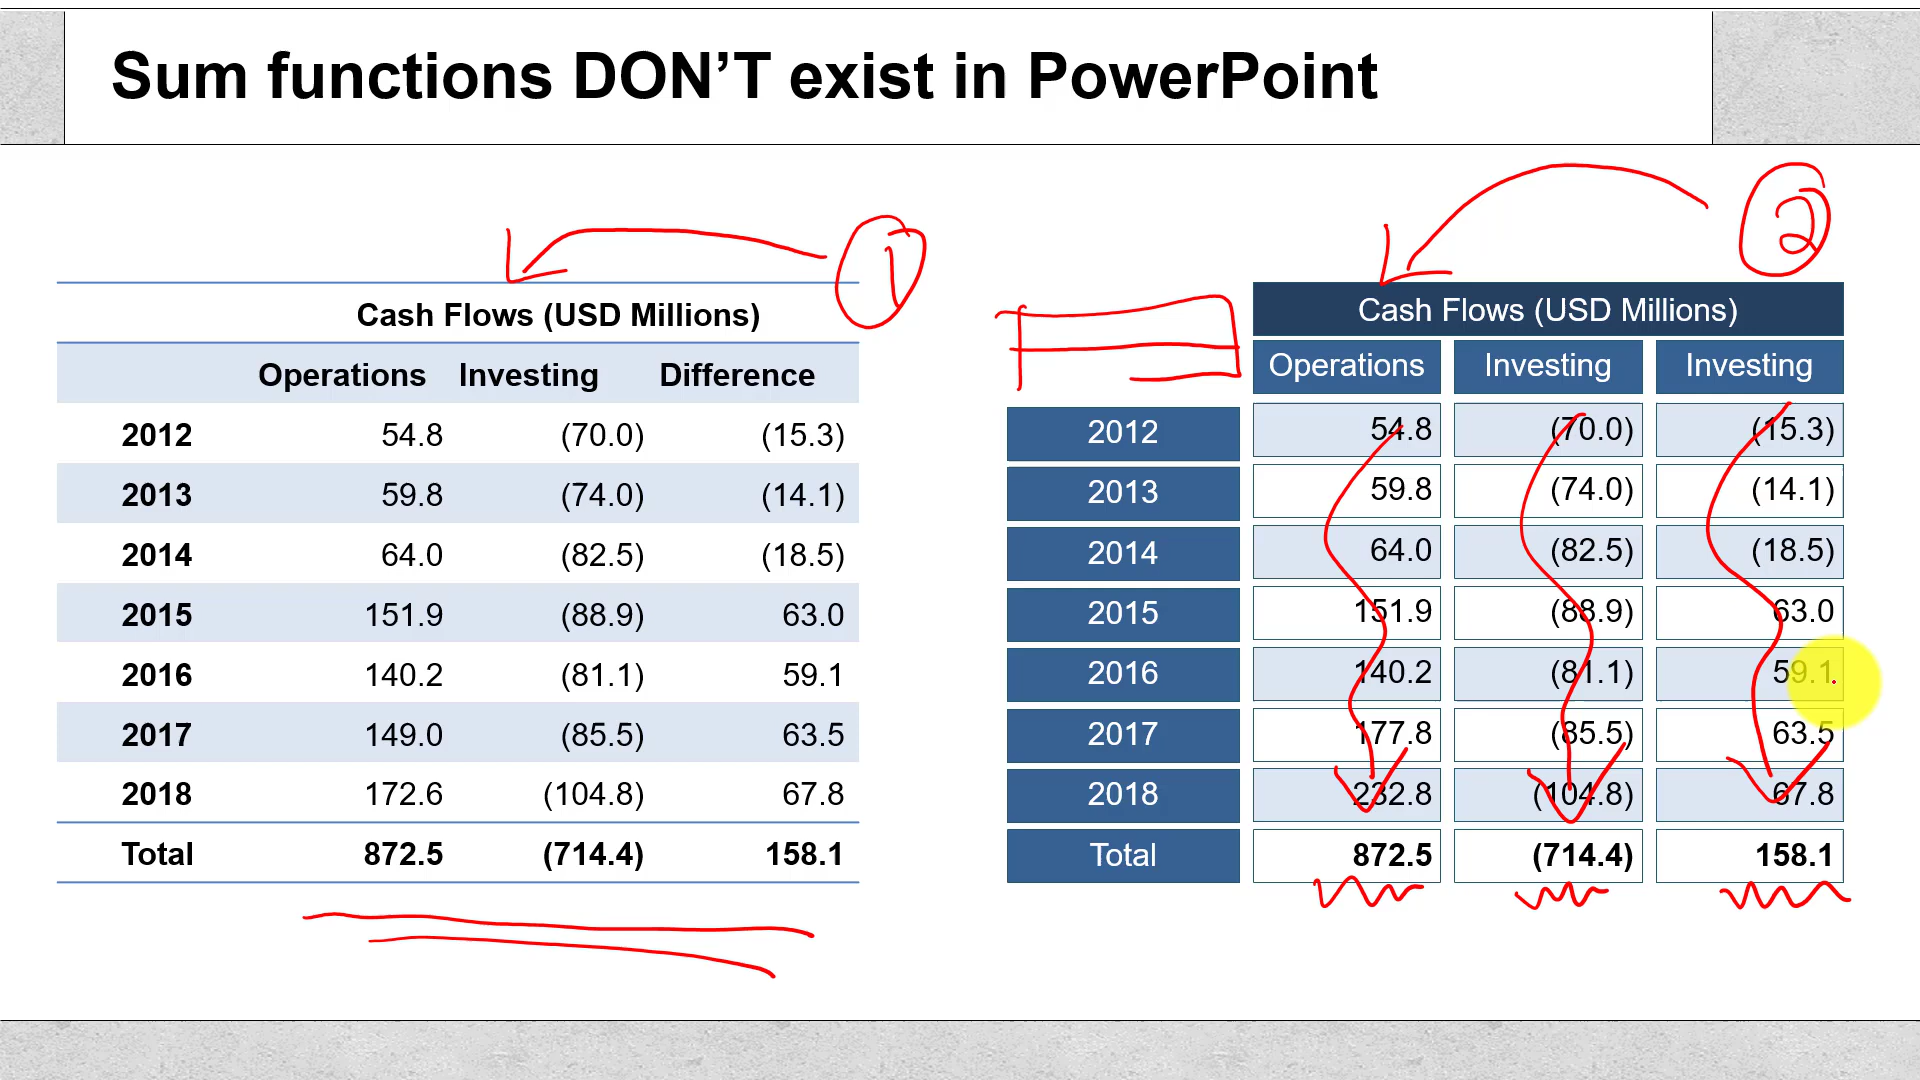 Sum functions DON'T exist in PowerPoint
1
Cash Flows (USD Millions)
Operations Investing Difference
2012 54.8 (70.0) (15.3)
2013 59.8 (74.0) (14.1)
2014 64.0 (82.5) (18.5)
2015 151.9 (88.9) 63.0
2016 140.2 (81.1) 59.1
2017 149.0 (85.5) 63.5
2018 172.6 (104.8) 67.8
Total 872.5 (714.4) 158.1
2
Cash Flows (USD Millions)
Operations Investing Investing
2012 54.8 (70.0) (15.3)
2013 59.8 (74.0) (14.1)
2014 64.0 (82.5) (18.5)
2015 151.9 (88.9) 63.0
2016 140.2 (81.1) 59.1
2017 177.8 (85.5) 63.5
2018 232.8 (104.8) 67.8
Total 872.5 (714.4) 158.1